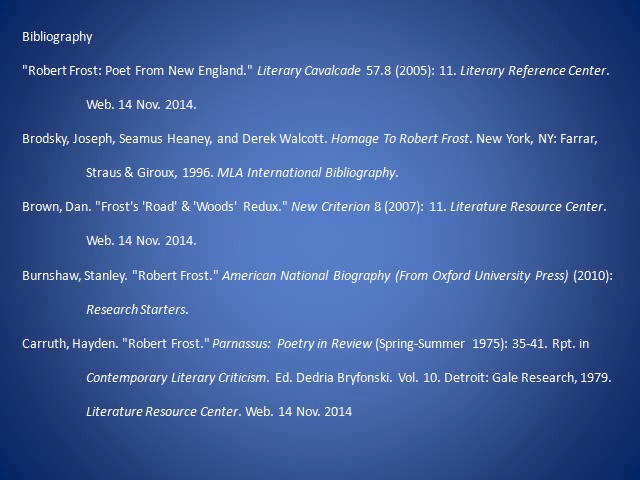 Bibliography
"Robert Frost: Poet From New England." Literary Cavalcade 57.8 (2005): 11. Literary Reference Center.
Web. 14 Nov. 2014.
Brodsky, Joseph, Seamus Heaney, and Derek Walcott. Homage To Robert Frost. New York, NY: Farrar,
Straus & Giroux, 1996. MLA International Bibliography.
Brown, Dan. "Frost's 'Road' & 'Woods' Redux." New Criterion 8 (2007): 11. Literature Resource Center.
Web. 14 Nov. 2014.
Burnshaw, Stanley. "Robert Frost." American National Biography (From Oxford University Press) (2010):
Research Starters.
Carruth, Hayden. "Robert Frost." Parnassus: Poetry in Review (Spring-Summer 1975): 35-41. Rpt. in
Contemporary Literary Criticism. Ed. Dedria Bryfonski. Vol. 10. Detroit: Gale Research, 1979.
Literature Resource Center. Web. 14 Nov. 2014